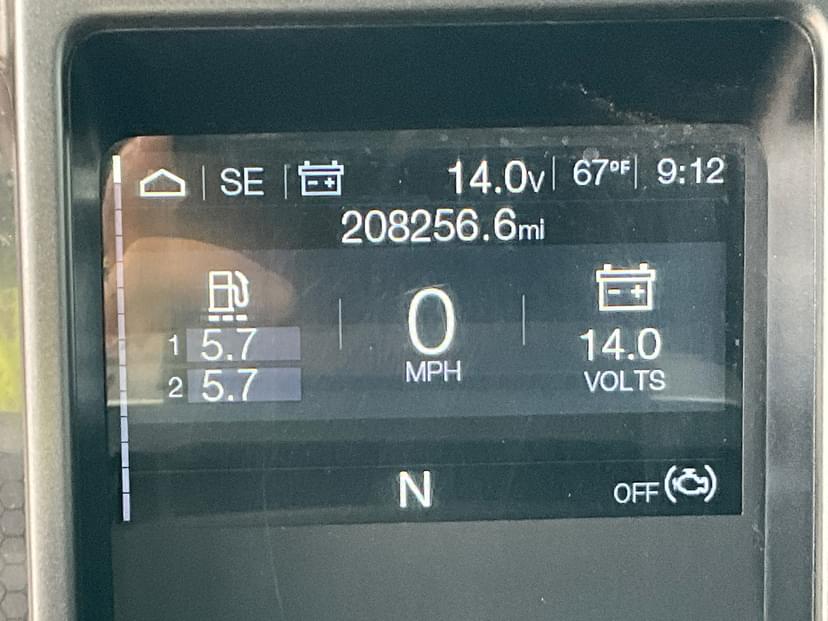 SE 14.0V 67°F 9:12
208256.6mi
1 5.7
2 5.7
0
MPH
14.0
VOLTS
N OFF